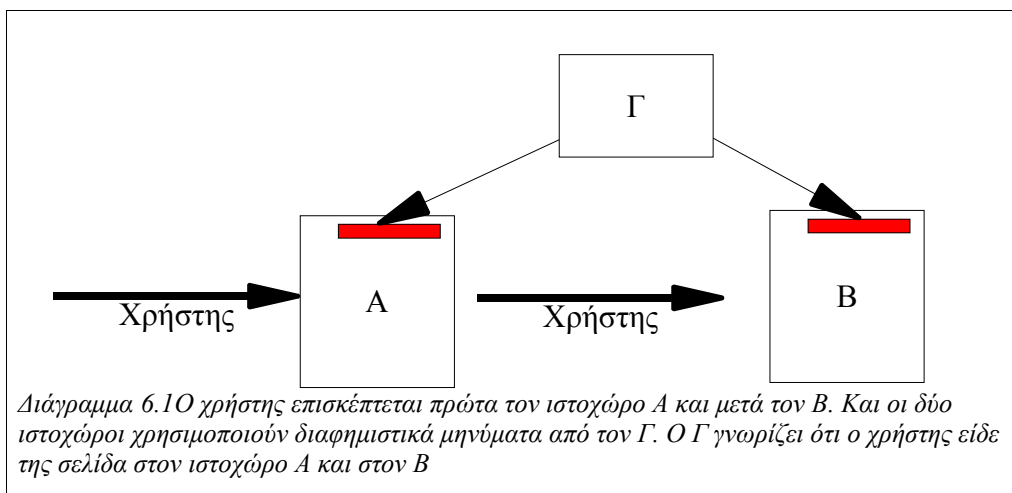 Γ
Α
Β
Χρήστης
Χρήστης
Διάγραμμα 6.1Ο χρήστης επισκέπτεται πρώτα τον ιστοχώρο Α και μετά τον Β. Και οι δύο
ιστοχώροι χρησιμοποιούν διαφημιστικά μηνύματα από τον Γ. Ο Γ γνωρίζει ότι ο χρήστης είδε
της σελίδα στον ιστοχώρο Α και στον Β